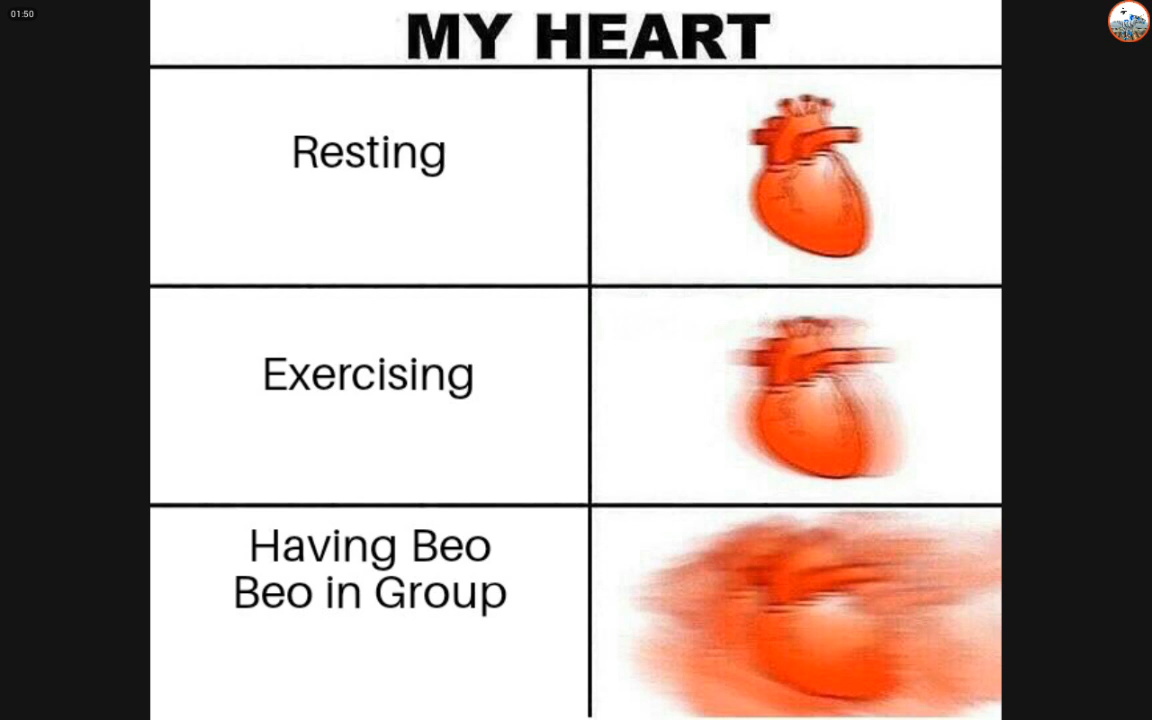 01:50
MY HEART
Resting
Exercising
Having Beo
Beo in Group